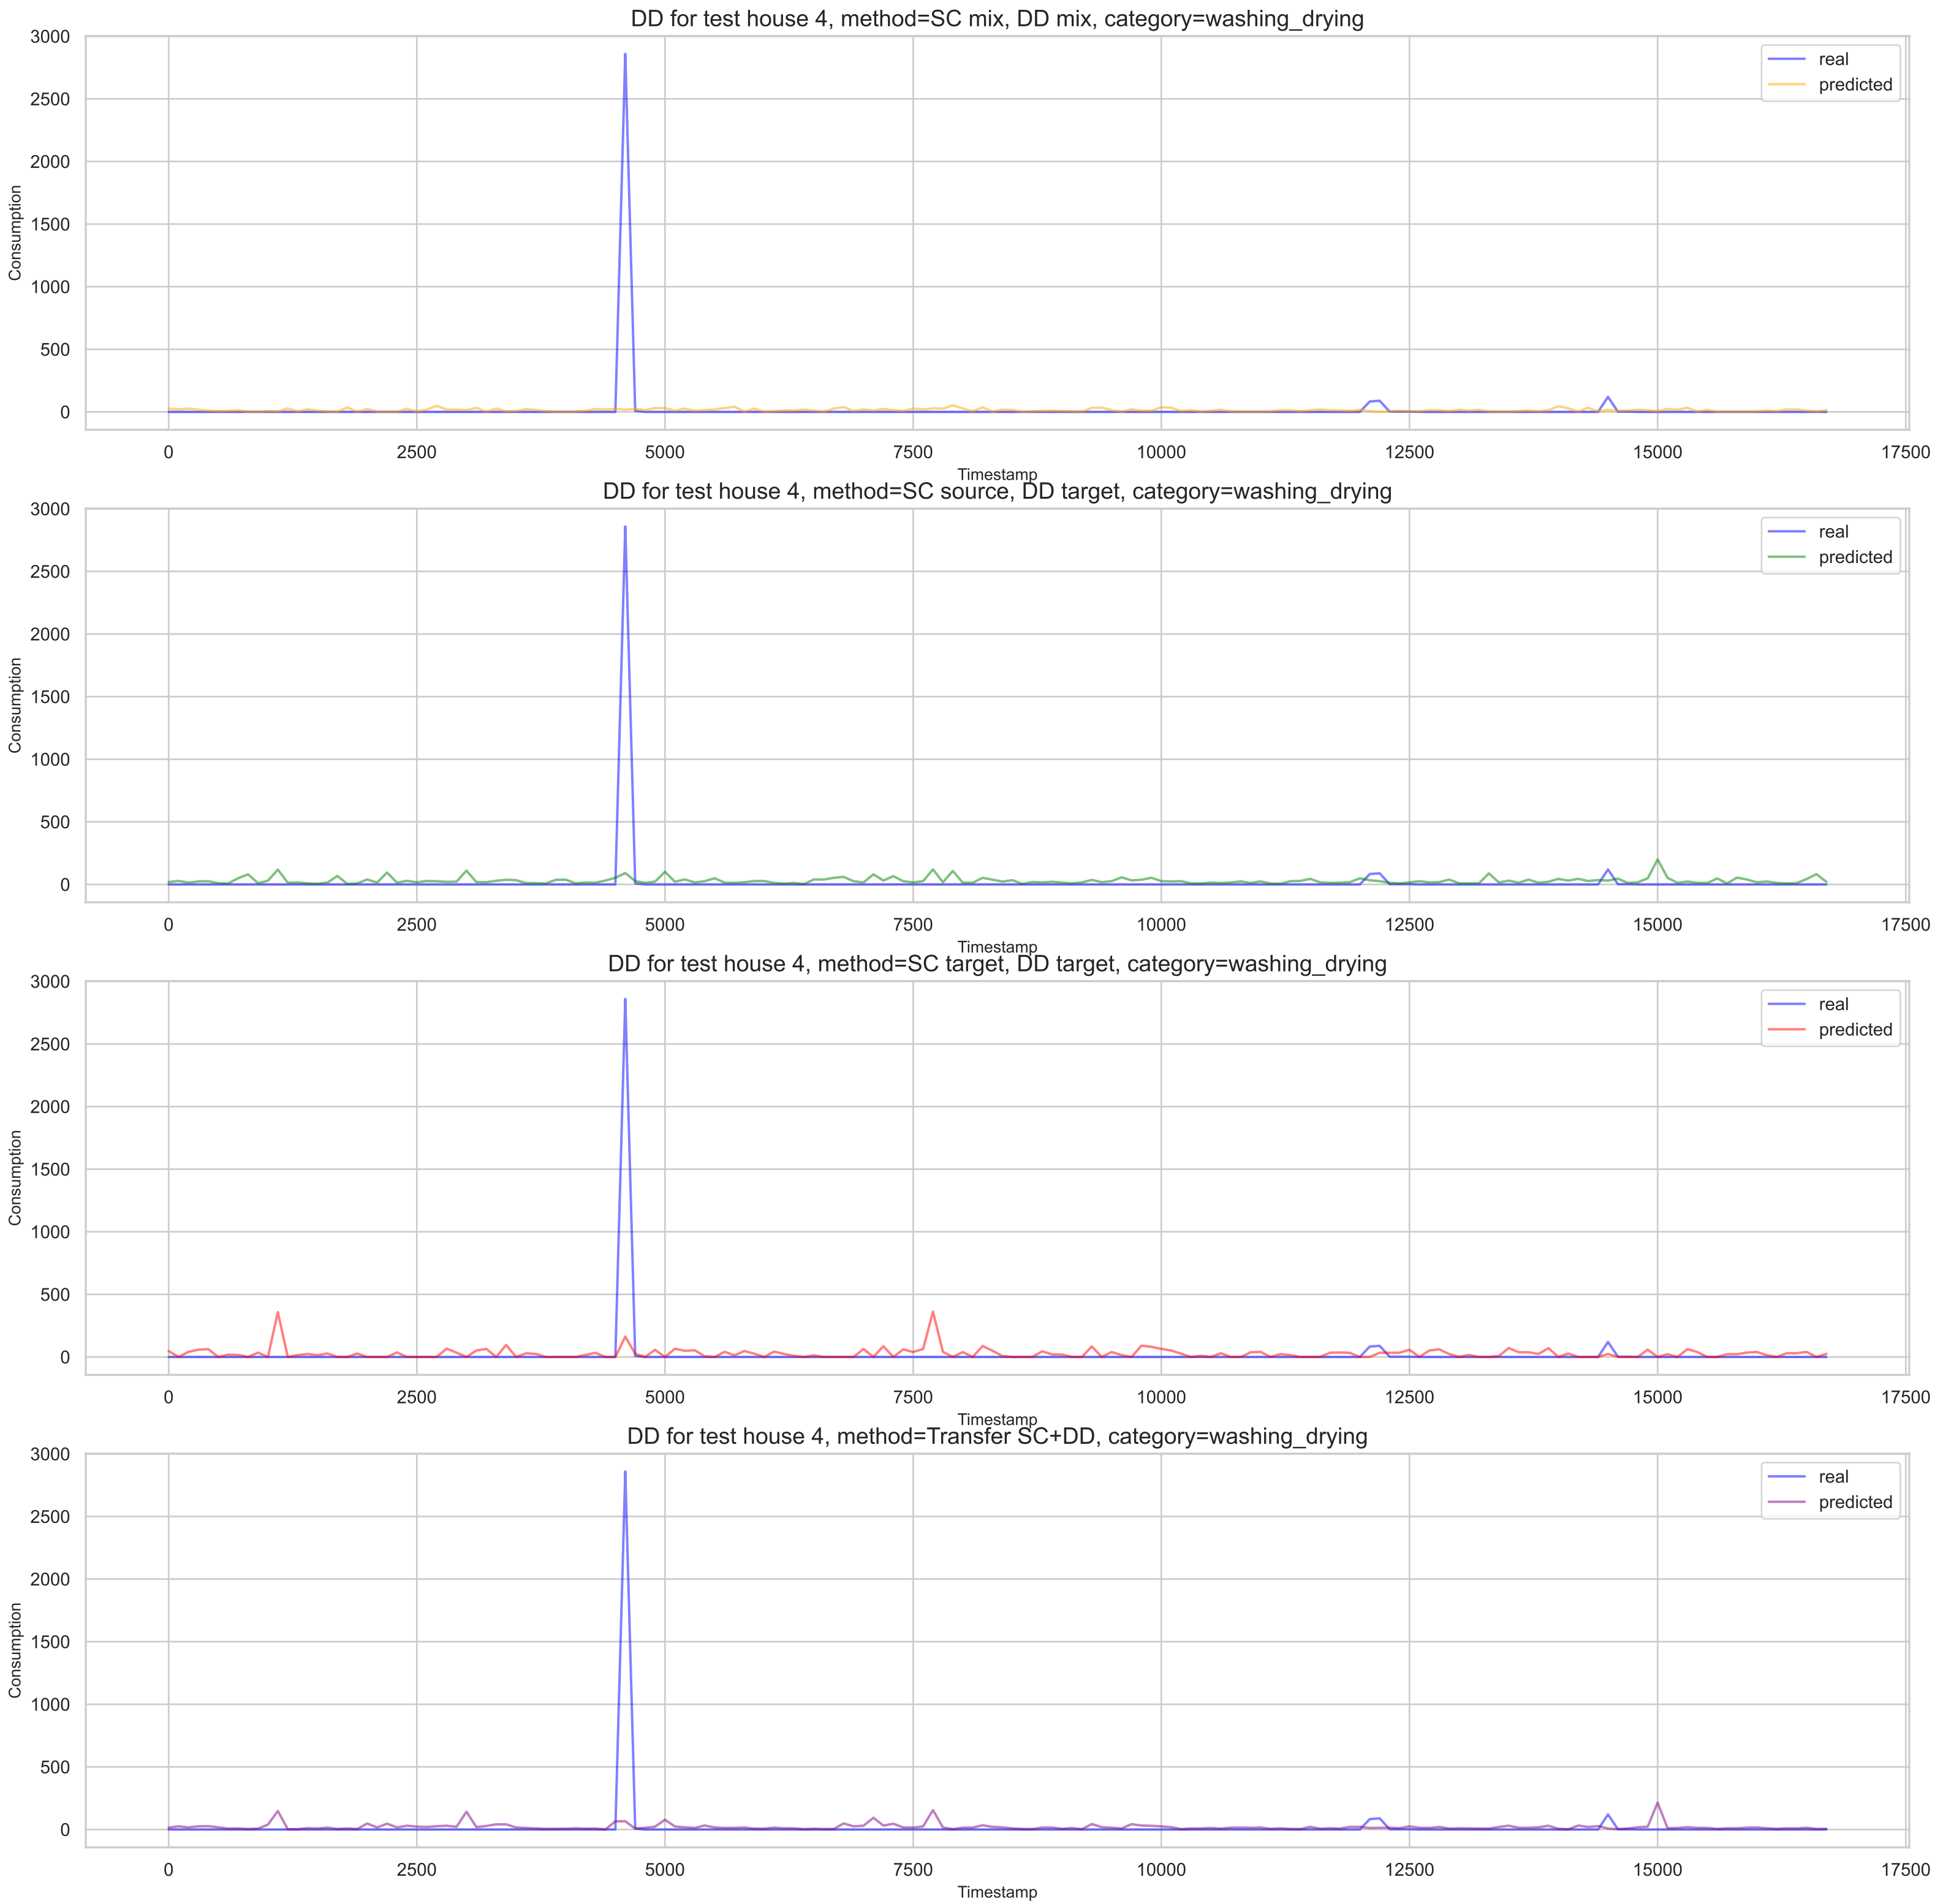 DD for test house 4, method=SC mix, DD mix, category=washing_drying
3000
2500
2000
1500
1000
500
0
Consumption
real
predicted
0 2500 5000 7500 10000 12500 15000 17500
Timestamp
DD for test house 4, method=SC source, DD target, category=washing_drying
3000
2500
2000
1500
1000
500
0
Consumption
real
predicted
0 2500 5000 7500 10000 12500 15000 17500
Timestamp
DD for test house 4, method=SC target, DD target, category=washing_drying
3000
2500
2000
1500
1000
500
0
Consumption
real
predicted
0 2500 5000 7500 10000 12500 15000 17500
Timestamp
DD for test house 4, method=Transfer SC+DD, category=washing_drying
3000
2500
2000
1500
1000
500
0
Consumption
real
predicted
0 2500 5000 7500 10000 12500 15000 17500
Timestamp